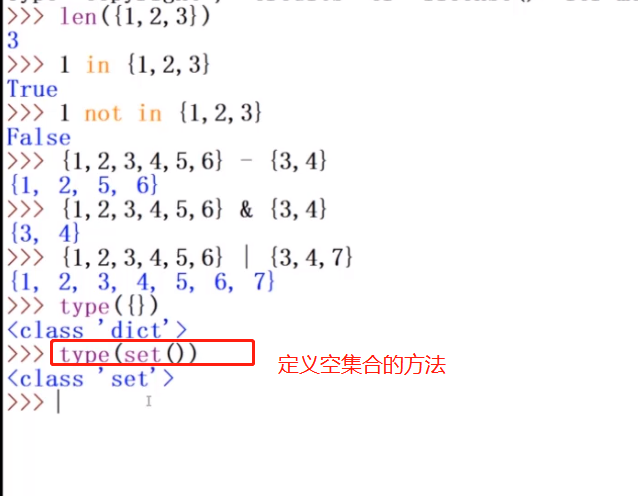 >>> len({1,2,3})
3
>>> 1 in {1,2,3}
True
>>> 1 not in {1,2,3}
False
>>> {1,2,3,4,5,6} - {3,4}
{1, 2, 5, 6}
>>> {1,2,3,4,5,6} & {3,4}
{3, 4}
>>> {1,2,3,4,5,6} | {3,4,7}
{1, 2, 3, 4, 5, 6, 7}
>>> type({})
<class 'dict'>
>>> type(set())
定义空集合的方法
<class 'set'>
>>>